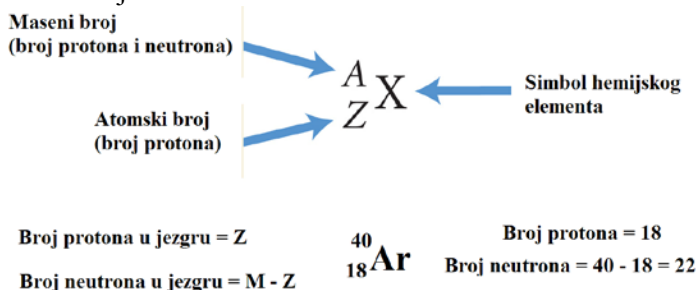 Maseni broj
(broj protona i neutrona)
Atomski broj
(broj protona)
A
Z
X
Simbol hemijskog
elementa
Broj protona u jezgru = Z
Broj neutrona u jezgru = M - Z
40
18
Ar
Broj protona = 18
Broj neutrona = 40 - 18 = 22